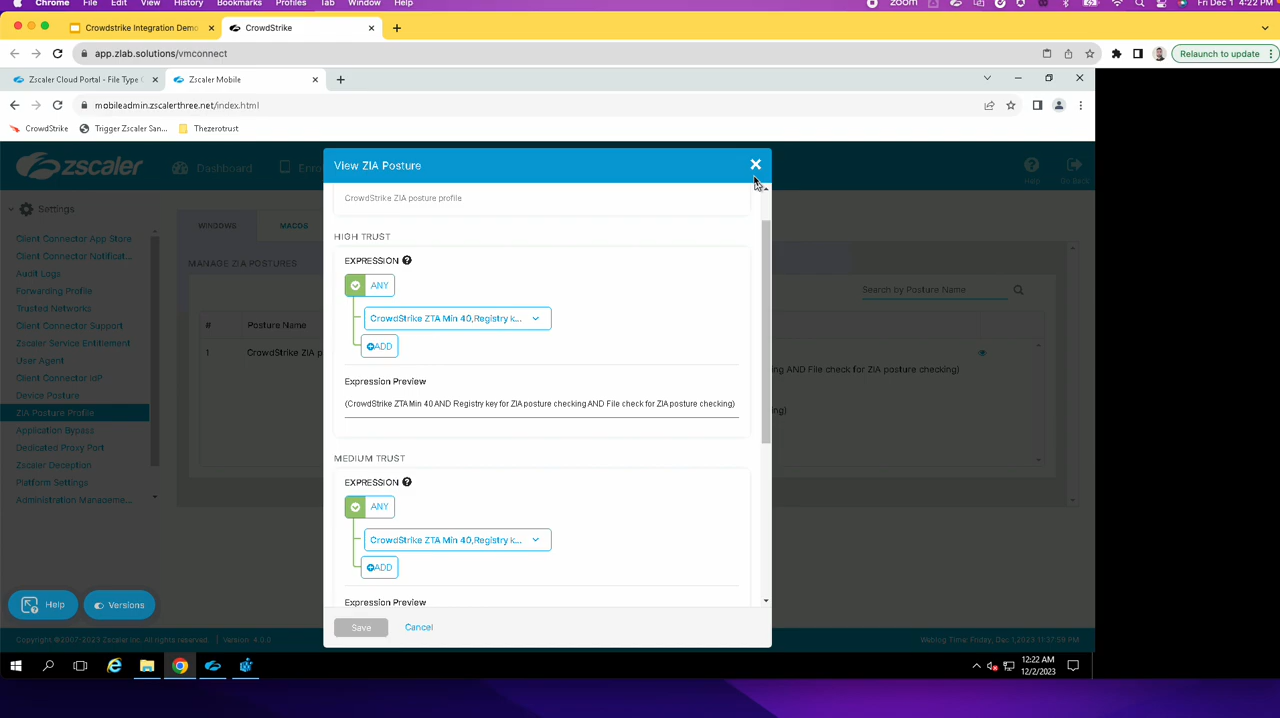 Chrome File Edit View History Bookmarks Profiles Tab Window Help zoom Fri Dec 1 4:22 PM
Crowdstrike Integration Demo CrowdStrike
app.zlab.solutions/vmconnect Relaunch to update
Zscaler Cloud Portal - File Type Zscaler Mobile
mobileadmin.zscalerthree.net/index.html
CrowdStrike Trigger Zscaler San... Thezerotrust
zscaler Dashboard Enro Help Go Back
View ZIA Posture
CrowdStrike ZIA posture profile
Settings
WINDOWS MACOS
HIGH TRUST
Client Connector App Store
Client Connector Notificat...
MANAGE ZIA POSTURES
EXPRESSION
Audit Logs
ANY
Forwarding Profile
Search by Posture Name
Trusted Networks
CrowdStrike ZTA Min 40,Registry k...
Client Connector Support
# Posture Name
Zscaler Service Entitlement
ADD
1 CrowdStrike ZIA p
User Agent
AND File check for ZIA posture checking)
Client Connector IdP
Expression Preview
Device Posture
(CrowdStrike ZTA Min 40 AND Registry key for ZIA posture checking AND File check for ZIA posture checking)
ng)
ZIA Posture Profile
Application Bypass
Dedicated Proxy Port
MEDIUM TRUST
Zscaler Deception
Platform Settings
EXPRESSION
Administration Manageme...
ANY
CrowdStrike ZTA Min 40,Registry k...
ADD
Expression Preview
Help Versions
Save Cancel
Copyright ©2007-2023 Zscaler Inc. All rights reserved. | Version 4.0.0 Weblog Time: Friday, Dec 1,2023 11:37:59 PM
12:22 AM
12/2/2023